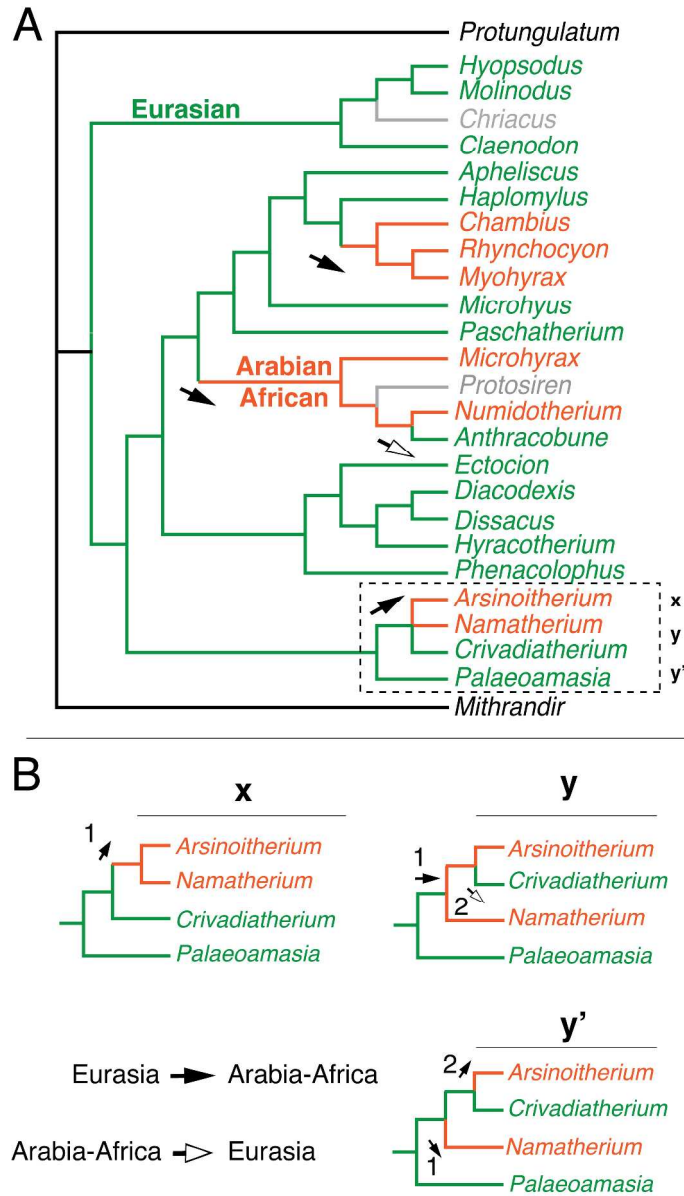 A
Protungulatum
Hyopsodus
Eurasian
Molinodus
Chriacus
Claenodon
Apheliscus
Haplomylus
Chambius
Rhynchocyon
Myohyrax
Microhyus
Paschatherium
Arabian
African
Microhyrax
Protosiren
Numidotherium
Anthracobune
Ectocion
Diacodexis
Dissacus
Hyracotherium
Phenacolophus
Arsinoitherium x
Namatherium y
Crivadiatherium
Palaeoamasia y'
Mithrandir
B
x
1
Arsinoitherium
Namatherium
Crivadiatherium
Palaeoamasia
y
1
2
Arsinoitherium
Crivadiatherium
Namatherium
Palaeoamasia
y'
2
1
Arsinoitherium
Crivadiatherium
Namatherium
Palaeoamasia
Eurasia Arabia-Africa
Arabia-Africa Eurasia